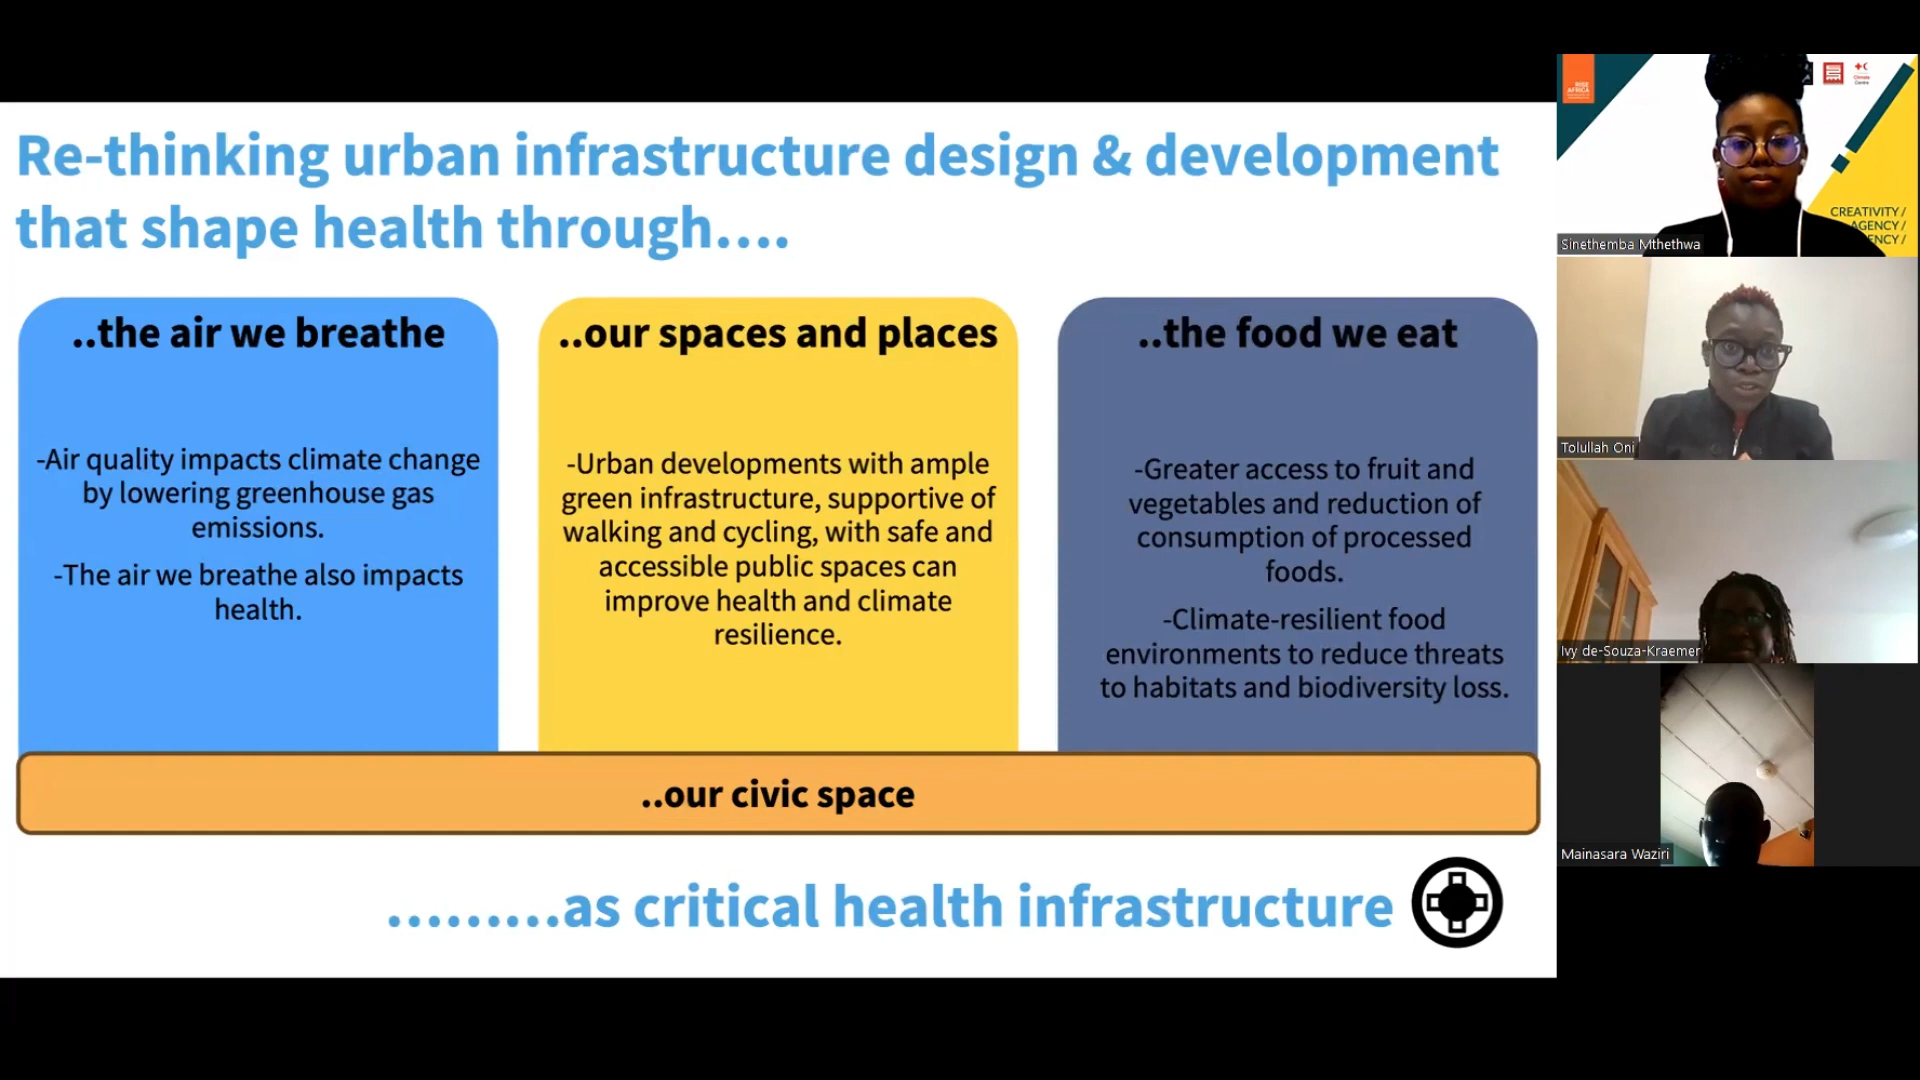 Re-thinking urban infrastructure design & development
that shape health through....
..the air we breathe
-Air quality impacts climate change
by lowering greenhouse gas
emissions.
-The air we breathe also impacts
health.
..our spaces and places
-Urban developments with ample
green infrastructure, supportive of
walking and cycling, with safe and
accessible public spaces can
improve health and climate
resilience.
..the food we eat
-Greater access to fruit and
vegetables and reduction of
consumption of processed
foods.
-Climate-resilient food
environments to reduce threats
to habitats and biodiversity loss.
..our civic space
.........as critical health infrastructure
RISE
AFRICA
Climate
Centre
CREATIVITY /
AGENCY /
ENCY /
Sinethemba Mthethwa
Tolullah Oni
Ivy de-Souza-Kraemer
Mainasara Waziri